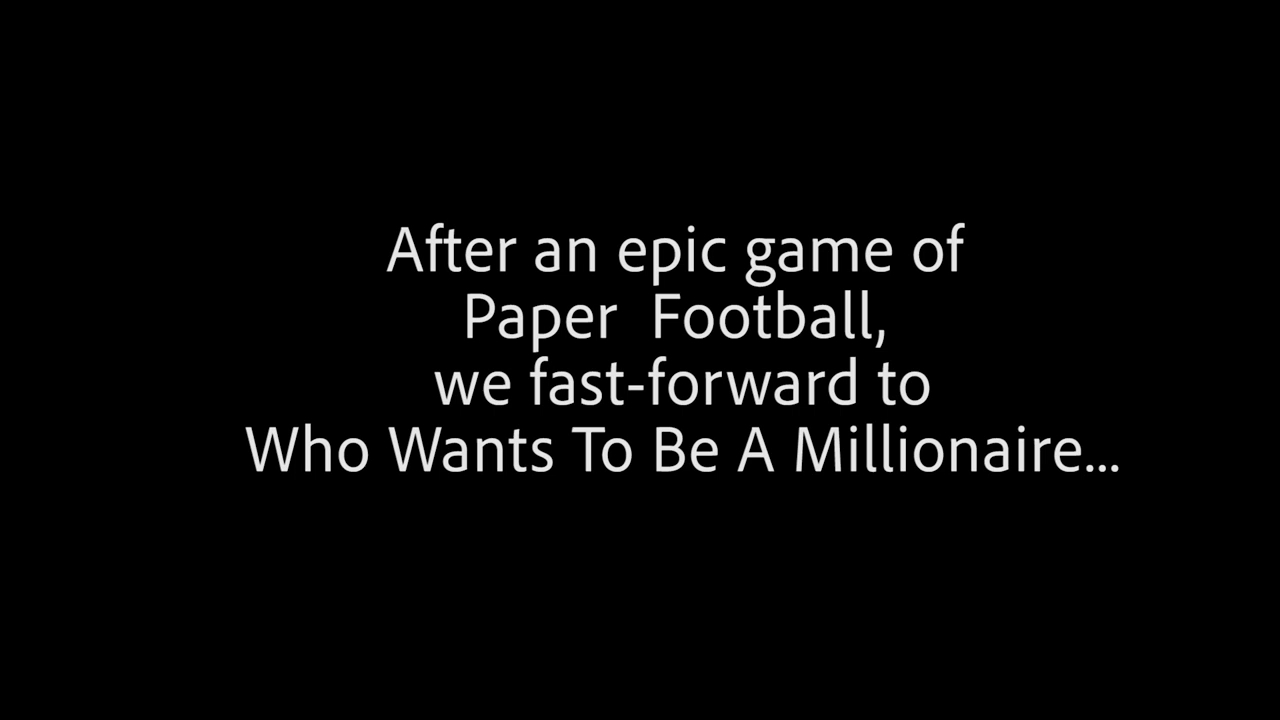 After an epic game of
Paper  Football,
we fast-forward to
Who Wants To Be A Millionaire...